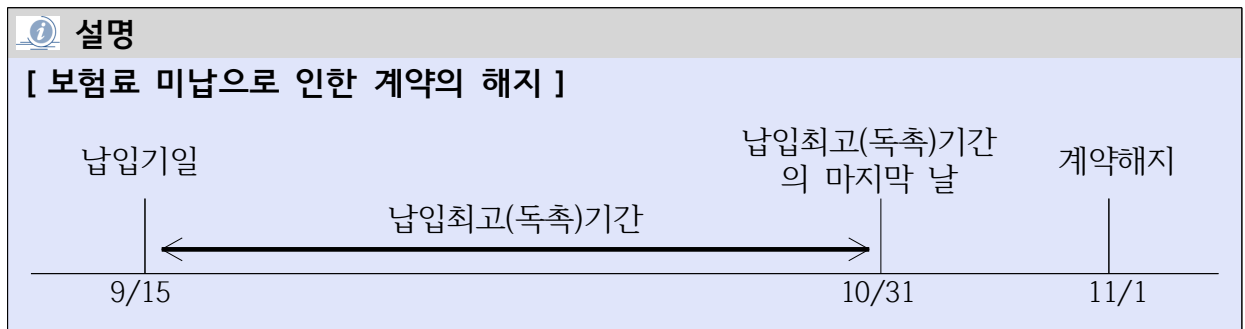 설명
[ 보험료 미납으로 인한 계약의 해지 ]
납입기일
납입최고(독촉)기간
의 마지막 날
계약해지
납입최고(독촉)기간
9/15
10/31
11/1